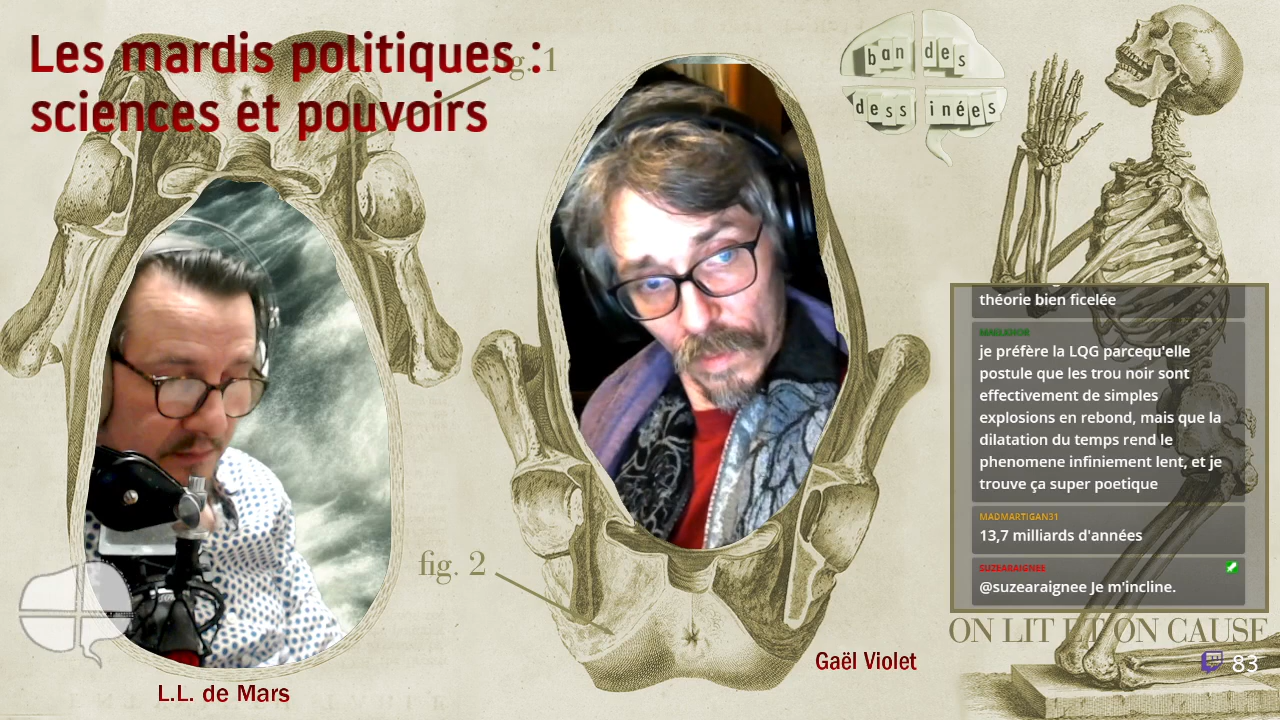 Les mardis politiques :
sciences et pouvoirs
fig. 1
ban des
dess inées
théorie bien ficelée
je préfère la LQG parcequ'elle
postule que les trou noir sont
effectivement de simples
explosions en rebond, mais que la
dilatation du temps rend le
phenomene infiniement lent, et je
trouve ça super poetique
MADMARTIGAN31
13,7 milliards d'années
SUZEARAIGNEE
@suzearaignee Je m'incline.
fig. 2
ON LIT ET ON CAUSE
83
Gaël Violet
L.L. de Mars